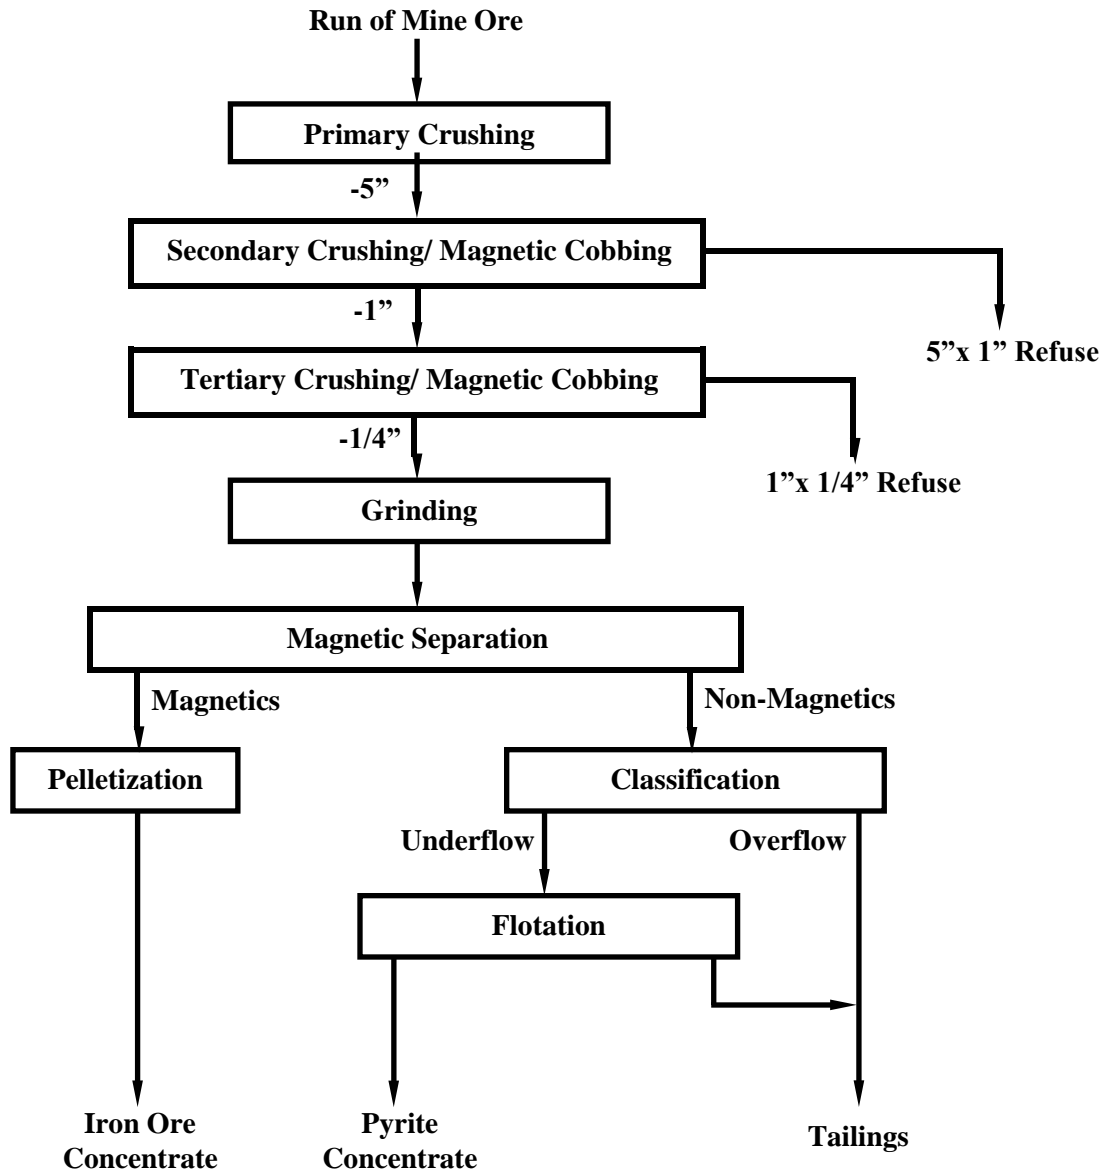 Run of Mine Ore
Primary Crushing
-5”
Secondary Crushing/ Magnetic Cobbing
-1”
5”x 1” Refuse
Tertiary Crushing/ Magnetic Cobbing
-1/4”
1”x 1/4” Refuse
Grinding
Magnetic Separation
Magnetics
Non-Magnetics
Pelletization
Classification
Underflow
Overflow
Flotation
Iron Ore
Concentrate
Pyrite
Concentrate
Tailings